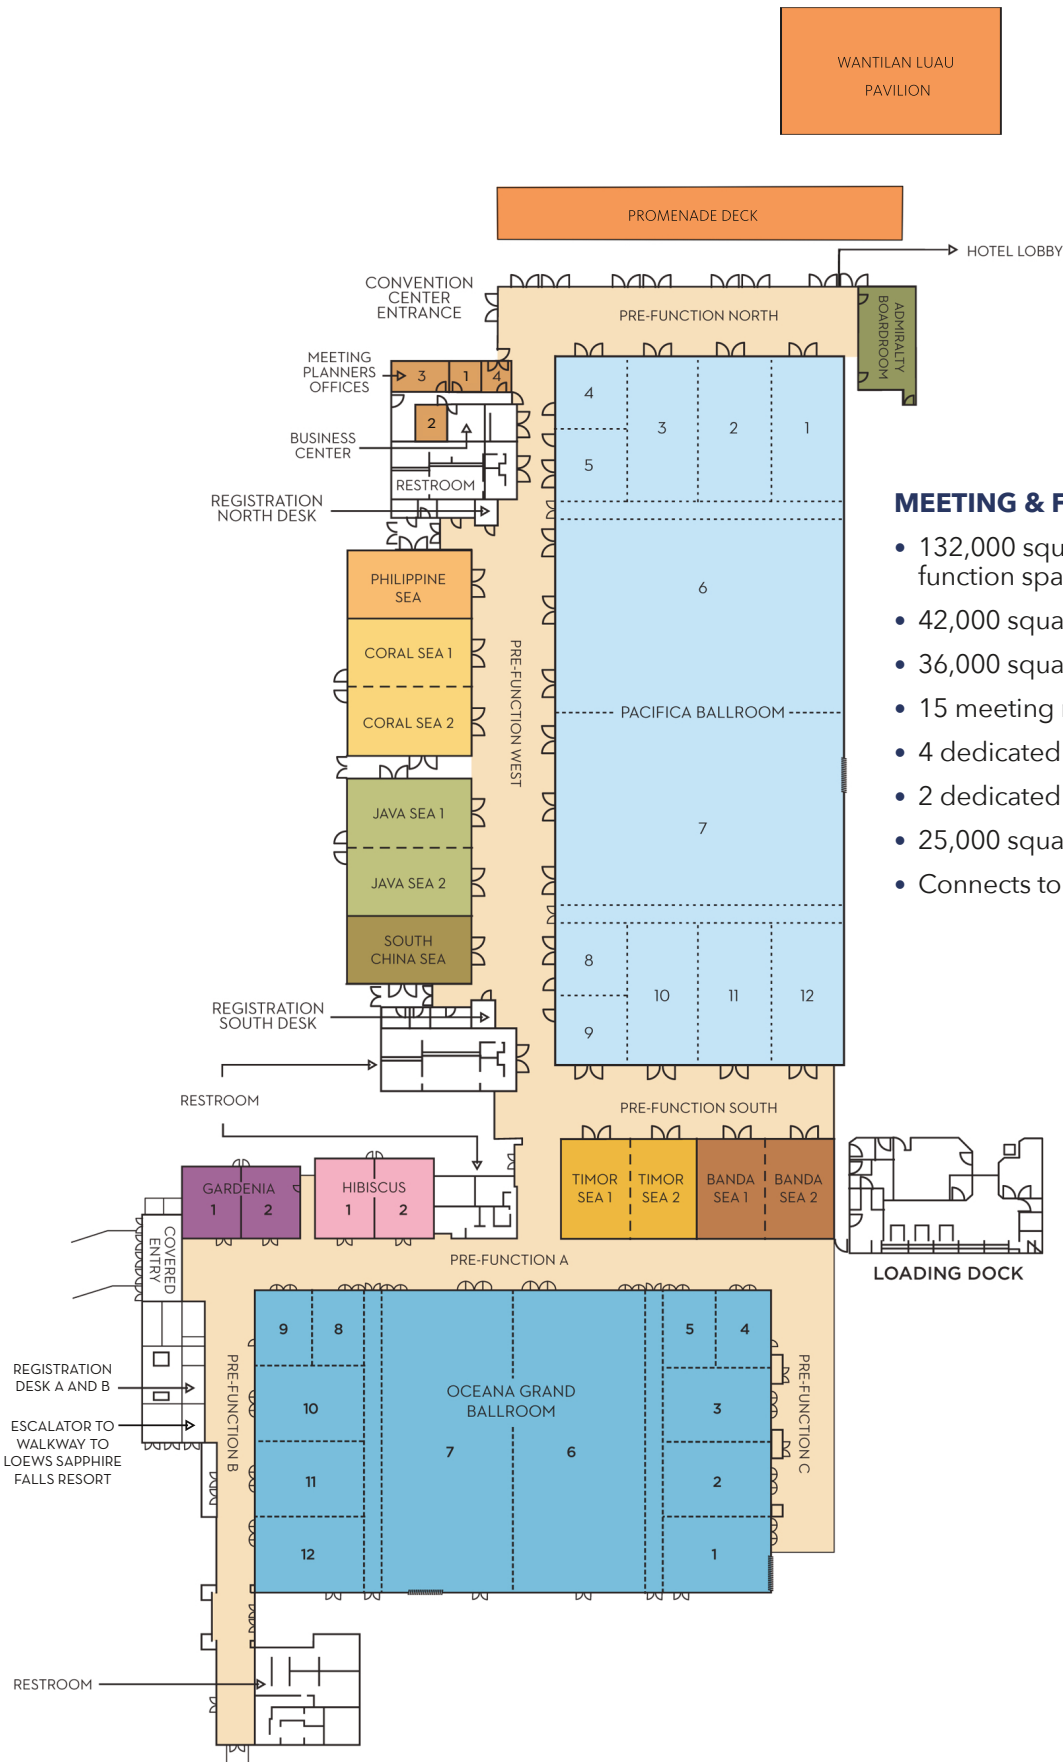 WANTILAN LUAU
PAVILION
PROMENADE DECK
HOTEL LOBBY
CONVENTION
CENTER
ENTRANCE
PRE-FUNCTION NORTH
ADMIRALTY
BOARDROOM
MEETING
PLANNERS
OFFICES
3
1
4
2
BUSINESS
CENTER
RESTROOM
REGISTRATION
NORTH DESK
4
3
2
1
5
6
PACIFICA BALLROOM
7
8
9
10
11
12
MEETING & F
• 132,000 squ
function spa
• 42,000 squa
• 36,000 squa
• 15 meeting
• 4 dedicated
• 2 dedicated
• 25,000 squa
• Connects to
PHILIPPINE
SEA
CORAL SEA 1
CORAL SEA 2
PRE-FUNCTION WEST
JAVA SEA 1
JAVA SEA 2
SOUTH
CHINA SEA
REGISTRATION
SOUTH DESK
RESTROOM
PRE-FUNCTION SOUTH
TIMOR
SEA 1
TIMOR
SEA 2
BANDA
SEA 1
BANDA
SEA 2
LOADING DOCK
GARDENIA
1
2
HIBISCUS
1
2
COVERED
ENTRY
PRE-FUNCTION A
9
8
5
4
OCEANA GRAND
BALLROOM
10
3
7
6
11
2
12
1
PRE-FUNCTION B
PRE-FUNCTION C
REGISTRATION
DESK A AND B
ESCALATOR TO
WALKWAY TO
LOEWS SAPPHIRE
FALLS RESORT
RESTROOM